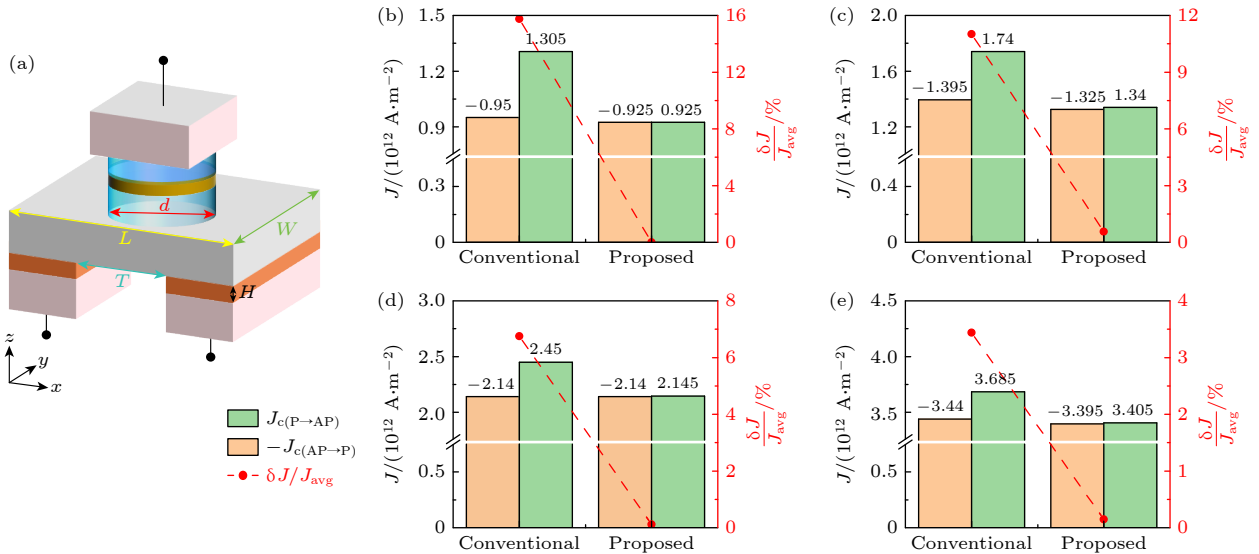 (a)
d
L
W
T
H
z
y
x
J_c(P→AP)
−J_c(AP→P)
δJ/J_avg
(b)
J/(10^12 A·m^−2)
1.5
1.2
0.9
0.3
0
−0.95
1.305
−0.925
0.925
Conventional
Proposed
16
12
8
4
0
δJ/J_avg/%
(c)
J/(10^12 A·m^−2)
2.0
1.6
1.2
0.4
0
−1.395
1.74
−1.325
1.34
Conventional
Proposed
12
9
6
3
0
δJ/J_avg/%
(d)
J/(10^12 A·m^−2)
3.0
2.5
2.0
0.5
0
−2.14
2.45
−2.14
2.145
Conventional
Proposed
8
6
4
2
0
δJ/J_avg/%
(e)
J/(10^12 A·m^−2)
4.5
4.0
3.5
0.5
0
−3.44
3.685
−3.395
3.405
Conventional
Proposed
4
3
2
1
0
δJ/J_avg/%